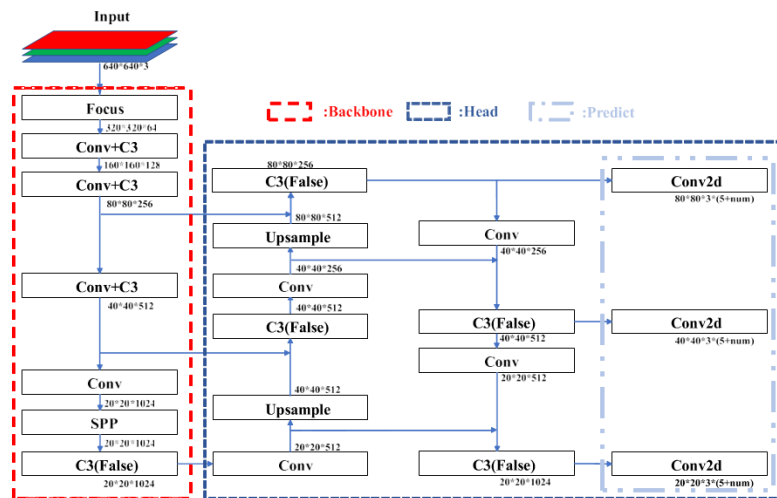 Input
640*640*3
Focus
320*320*64
Conv+C3
160*160*128
Conv+C3
80*80*256
Conv+C3
40*40*512
Conv
20*20*1024
SPP
20*20*1024
C3(False)
20*20*1024
:Backbone
:Head
:Predict
80*80*256
C3(False)
80*80*512
Upsample
40*40*256
Conv
40*40*512
C3(False)
40*40*512
Upsample
20*20*512
Conv
Conv
40*40*256
C3(False)
40*40*512
Conv
20*20*512
C3(False)
20*20*1024
Conv2d
80*80*3*(5+num)
Conv2d
40*40*3*(5+num)
Conv2d
20*20*3*(5+num)